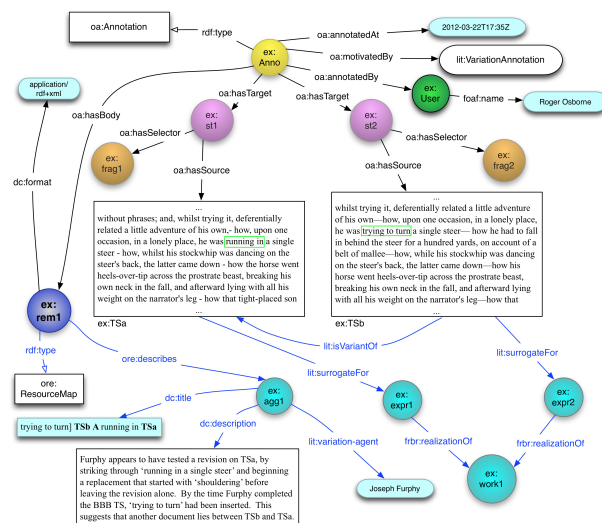 oa:Annotation
rdf:type
oa:annotatedAt
2012-03-22T17:35Z
ex:
Anno
oa:motivatedBy
lit:VariationAnnotation
oa:annotatedBy
ex:
User
foaf:name
Roger Osborne
application/
rdf+xml
oa:hasBody
oa:hasTarget
oa:hasTarget
ex:
st1
ex:
st2
oa:hasSelector
oa:hasSelector
ex:
frag1
ex:
frag2
oa:hasSource
oa:hasSource
dc:format
...
without phrases; and, whilst trying it, deferentially
related a little adventure of his own,- how, upon one
occasion, in a lonely place, he was running in a single
steer - how, whilst his stockwhip was dancing on the
steer's back, the latter came down - how the horse went
heels-over-tip across the prostrate beast, breaking his
own neck in the fall, and afterward lying with all his
weight on the narrator's leg - how that tight-placed son
...
ex:TSa
...
whilst trying it, deferentially related a little adventure
of his own—how, upon one occasion, in a lonely place,
he was trying to turn a single steer— how he had to fall
in behind the steer for a hundred yards, on account of a
belt of mallee—how, while his stockwhip was dancing
on the steer's back, the latter came down—how his
horse went heels-over-tip across the prostrate beast,
breaking his own neck in the fall, and afterward lying
with all his weight on the narrator's leg—how that
...
ex:TSb
ex:
rem1
lit:isVariantOf
rdf:type
ore:describes
lit:surrogateFor
lit:surrogateFor
ore:
ResourceMap
dc:title
ex:
agg1
ex:
expr1
ex:
expr2
trying to turn] TSb A running in TSa
dc:description
lit:variation-agent
frbr:realizationOf
frbr:realizationOf
Furphy appears to have tested a revision on TSa, by
striking through ‘running in a single steer’ and beginning
a replacement that started with ‘shouldering’ before
leaving the revision alone. By the time Furphy completed
the BBB TS, ‘trying to turn’ had been inserted. This
suggests that another document lies between TSb and TSa.
Joseph Furphy
ex:
work1